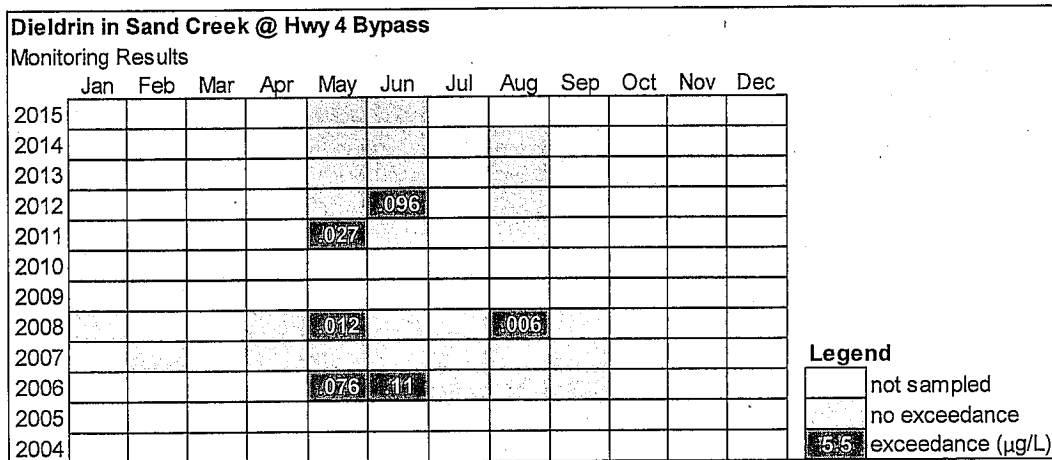 Dieldrin in Sand Creek @ Hwy 4 Bypass
Monitoring Results
Jan Feb Mar Apr May Jun Jul Aug Sep Oct Nov Dec
2015
2014
2013
2012 .096
2011 .027
2010
2009
2008 .012 .006
2007
2006 .076 .11
2005
2004
Legend
not sampled
no exceedance
5.5 exceedance (µg/L)